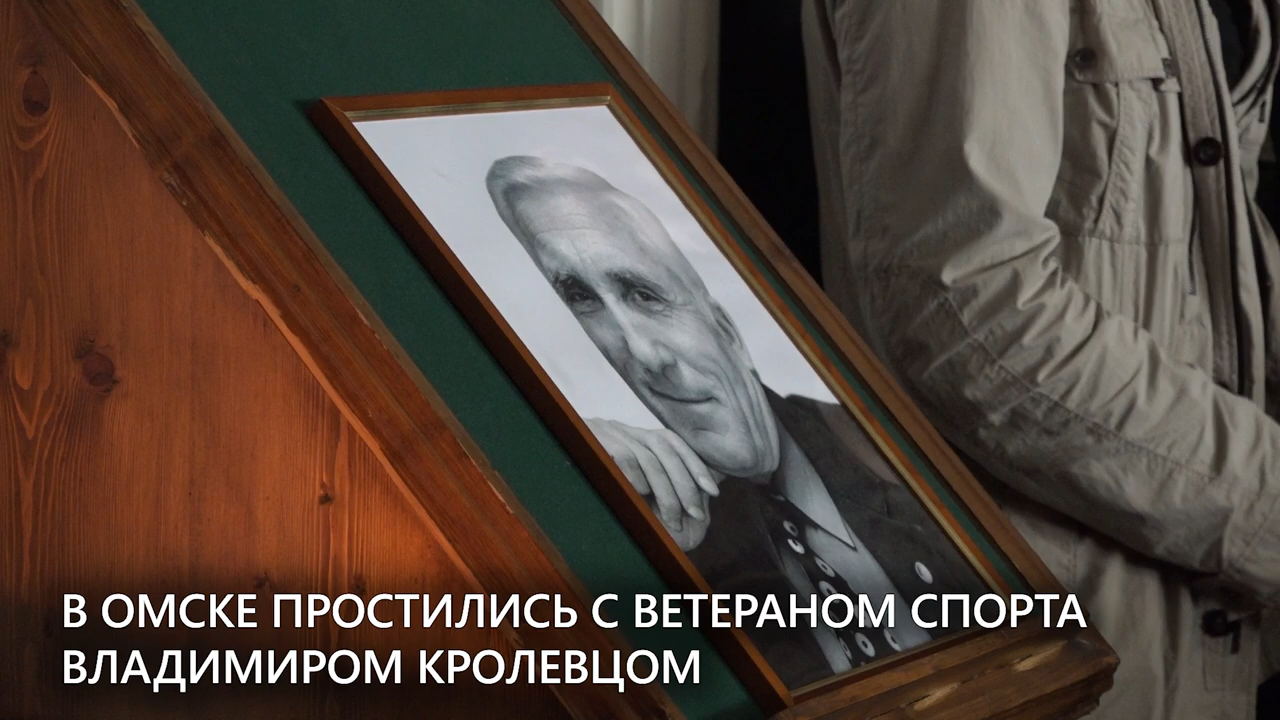 В ОМСКЕ ПРОСТИЛИСЬ С ВЕТЕРАНОМ СПОРТА
ВЛАДИМИРОМ КРОЛЕВЦОМ